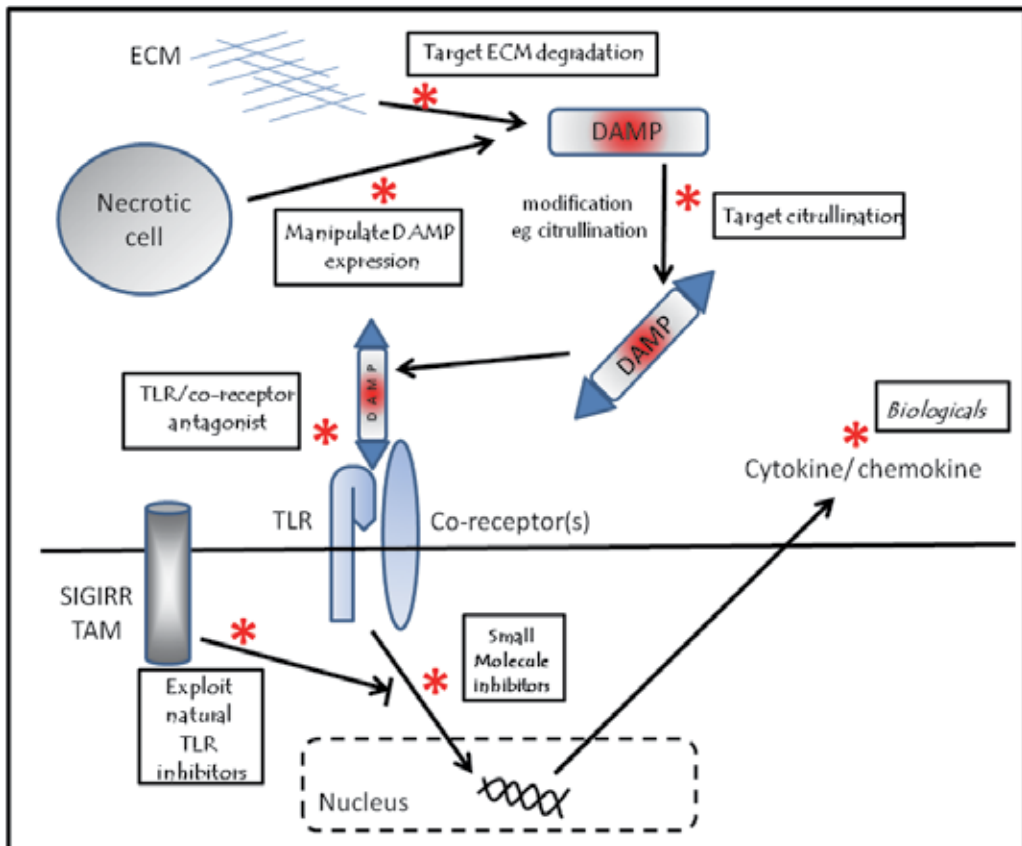 ECM
Target ECM degradation
DAMP
Necrotic
cell
modification
eg citrullination
Target citrullination
Manipulate DAMP
expression
DAMP
DAMP
TLR/co-receptor
antagonist
Biologicals
Cytokine/chemokine
TLR
Co-receptor(s)
SIGIRR
TAM
Small
Molecule
inhibitors
Exploit
natural
TLR
inhibitors
Nucleus